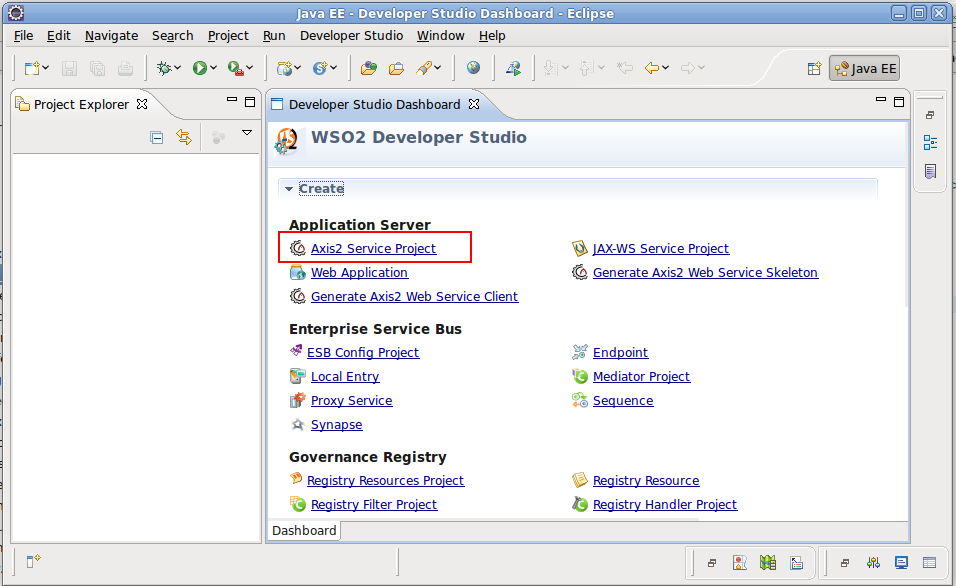 Java EE - Developer Studio Dashboard - Eclipse
File Edit Navigate Search Project Run Developer Studio Window Help
Java EE
Project Explorer
Developer Studio Dashboard
WSO2 Developer Studio
Create
Application Server
Axis2 Service Project
JAX-WS Service Project
Web Application
Generate Axis2 Web Service Skeleton
Generate Axis2 Web Service Client
Enterprise Service Bus
ESB Config Project
Endpoint
Local Entry
Mediator Project
Proxy Service
Sequence
Synapse
Governance Registry
Registry Resources Project
Registry Resource
Registry Filter Project
Registry Handler Project
Dashboard